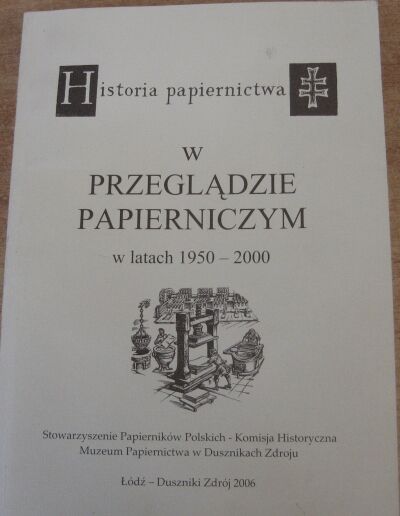 Historia papiernictwa
W
PRZEGLĄDZIE
PAPIERNICZYM
w latach 1950 – 2000
Stowarzyszenie Papierników Polskich - Komisja Historyczna
Muzeum Papiernictwa w Dusznikach Zdroju
Łódź – Duszniki Zdrój 2006